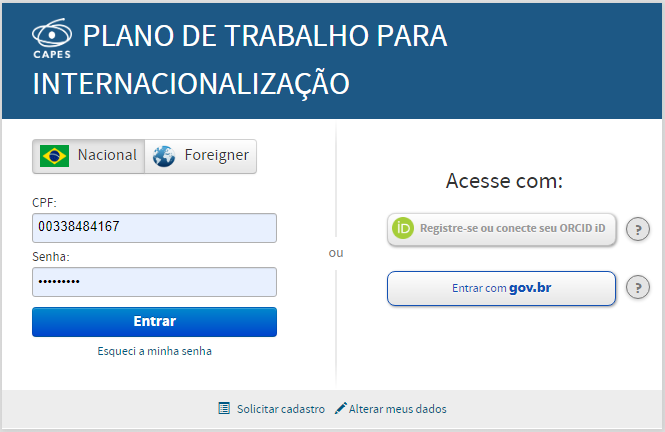 CAPES
PLANO DE TRABALHO PARA
INTERNACIONALIZAÇÃO
Nacional
Foreigner
CPF:
00338484167
Senha:
•••••••••
Entrar
Esqueci a minha senha
ou
Acesse com:
iD Registre-se ou conecte seu ORCID iD
?
Entrar com gov.br
?
Solicitar cadastro
Alterar meus dados